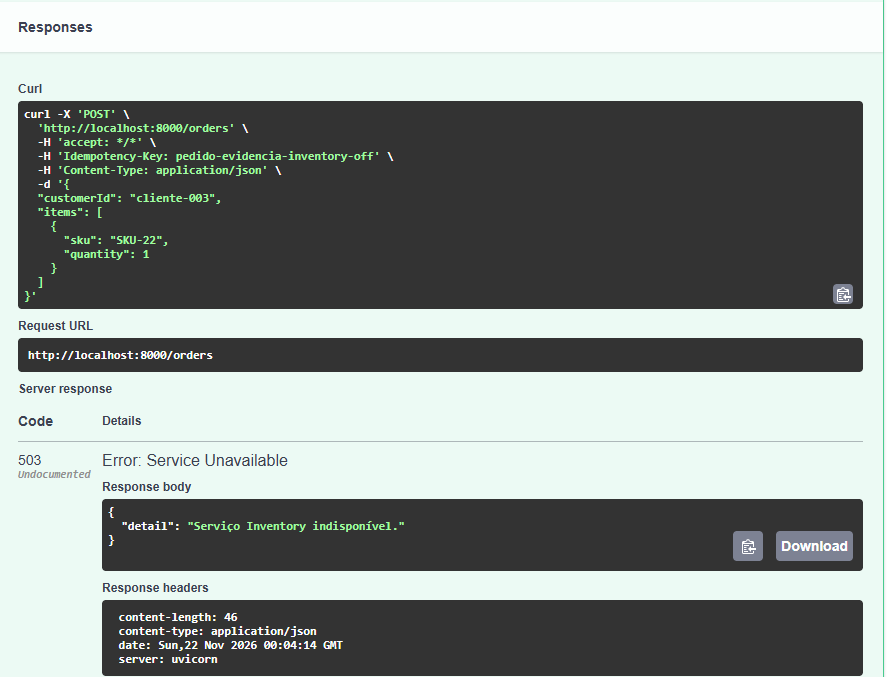 Responses
Curl
curl -X 'POST' \
  'http://localhost:8000/orders' \
  -H 'accept: */*' \
  -H 'Idempotency-Key: pedido-evidencia-inventory-off' \
  -H 'Content-Type: application/json' \
  -d '{
  "customerId": "cliente-003",
  "items": [
    {
      "sku": "SKU-22",
      "quantity": 1
    }
  ]
}'
Request URL
http://localhost:8000/orders
Server response
Code Details
503 Error: Service Unavailable
Undocumented
Response body
{
  "detail": "Serviço Inventory indisponível."
}
Download
Response headers
content-length: 46
content-type: application/json
date: Sun,22 Nov 2026 00:04:14 GMT
server: uvicorn